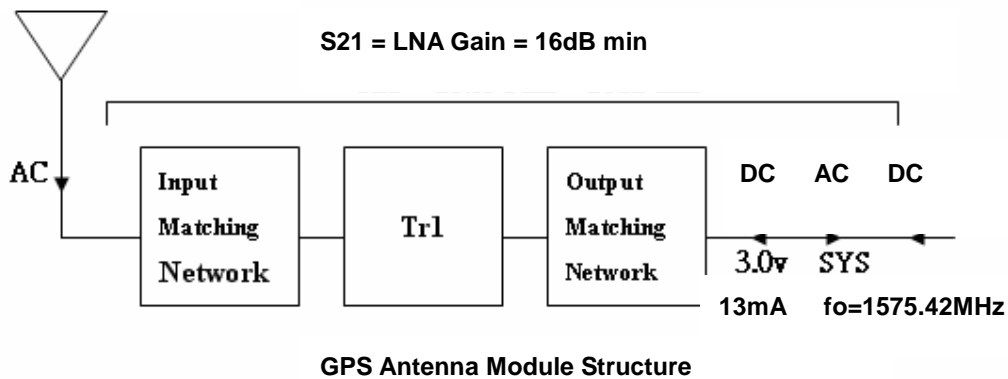 S21 = LNA Gain = 16dB min
AC
Input
Matching
Network
Tr1
Output
Matching
Network
DC AC DC
3.0v SYS
13mA fo=1575.42MHz
GPS Antenna Module Structure